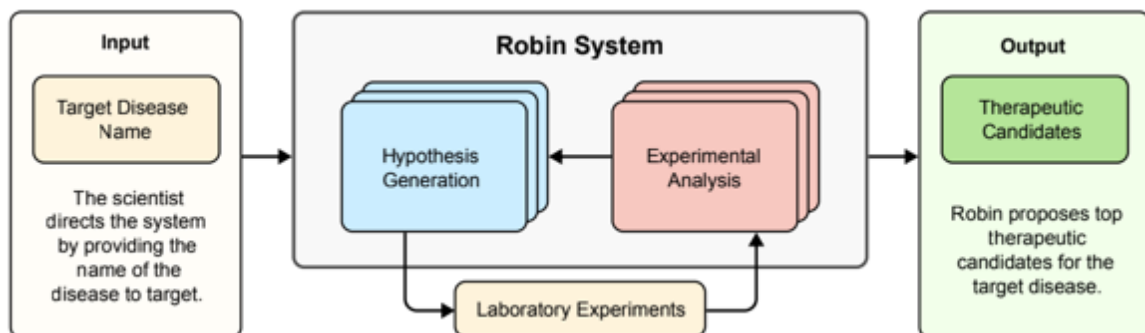 Input
Target Disease
Name
The scientist
directs the system
by providing the
name of the
disease to target.
Robin System
Hypothesis
Generation
Experimental
Analysis
Laboratory Experiments
Output
Therapeutic
Candidates
Robin proposes top
therapeutic
candidates for the
target disease.